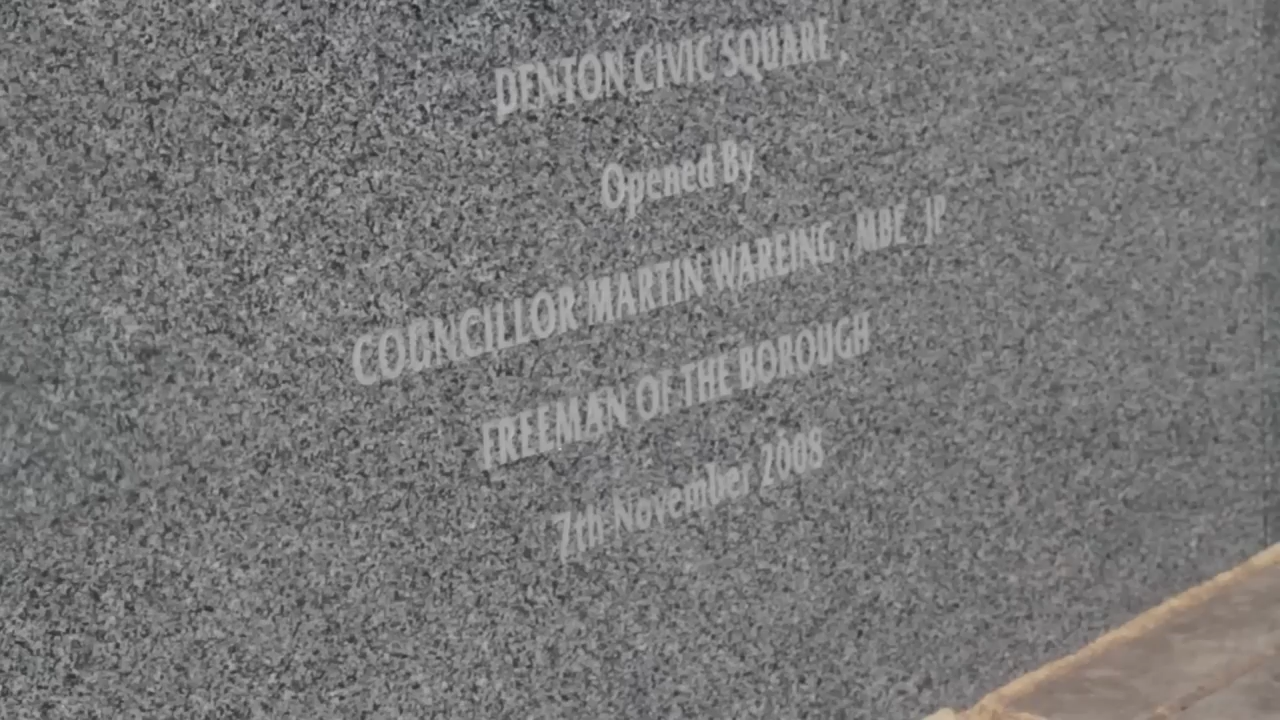 DENTON CIVIC SQUARE
Opened By
COUNCILLOR MARTIN WAREING, MBE, JP
FREEMAN OF THE BOROUGH
7th November 2008